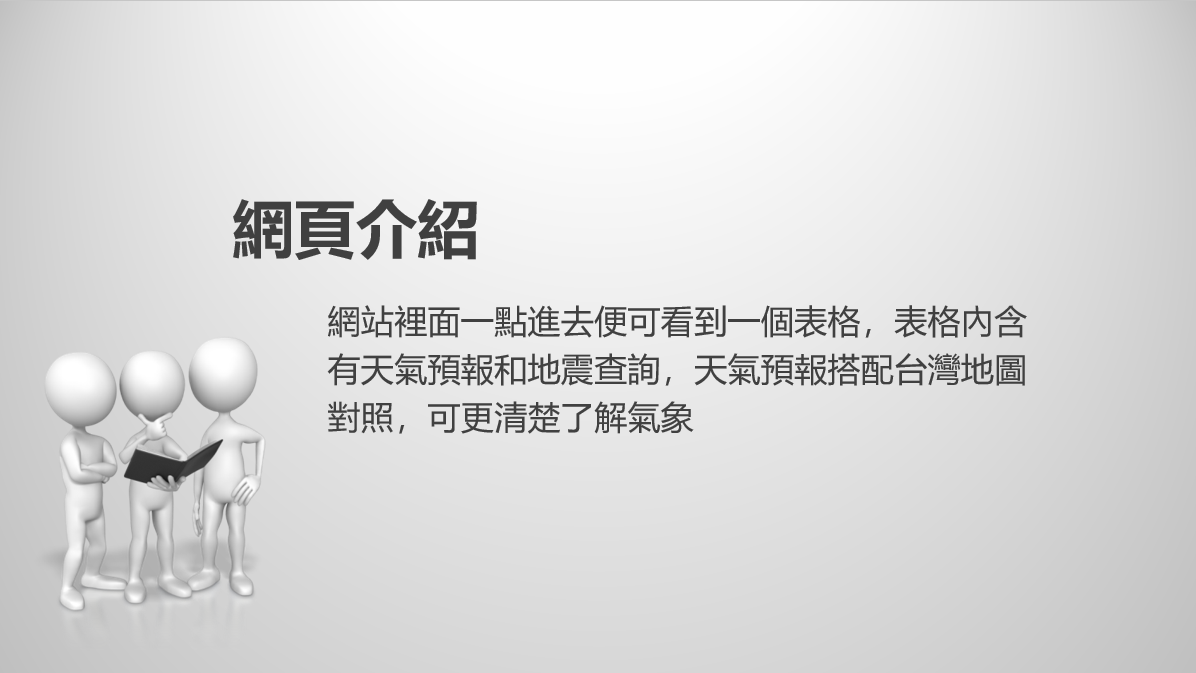 網頁介紹
網站裡面一點進去便可看到一個表格，表格內含
有天氣預報和地震查詢，天氣預報搭配台灣地圖
對照，可更清楚了解氣象